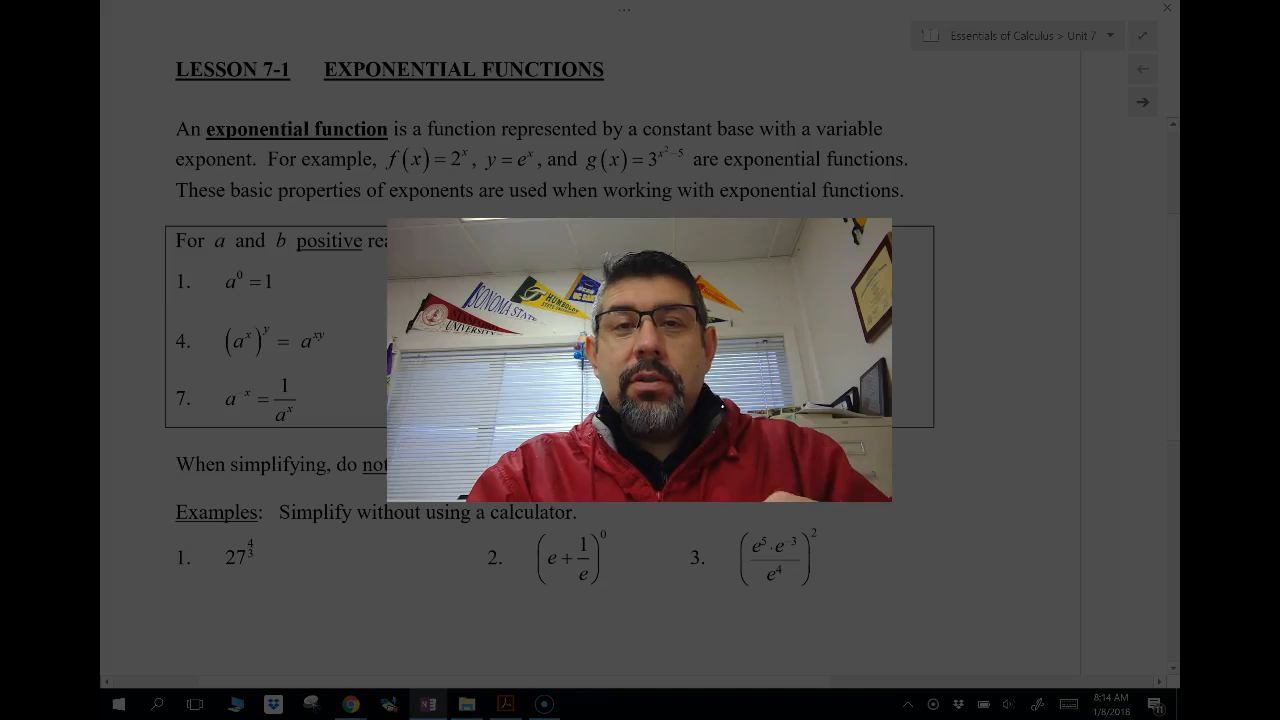 ...
Essentials of Calculus > Unit 7
LESSON 7-1 EXPONENTIAL FUNCTIONS
An exponential function is a function represented by a constant base with a variable
exponent. For example, f(x) = 2^x, y = e^x, and g(x) = 3^{x^2-5} are exponential functions.
These basic properties of exponents are used when working with exponential functions.
For a and b positive
1. a^0 = 1
4. (a^x)^y = a^{xy}
7. a^{-x} = 1/a^x
When simplifying, do not
Examples: Simplify without using a calculator.
1. 27^{4/3} 2. (e + 1/e)^0 3. (e^5 · e^{-3} / e^4)^2
SONOMA STATE
HUMBOLDT
UNIVERSITY
8:14 AM
1/8/2018